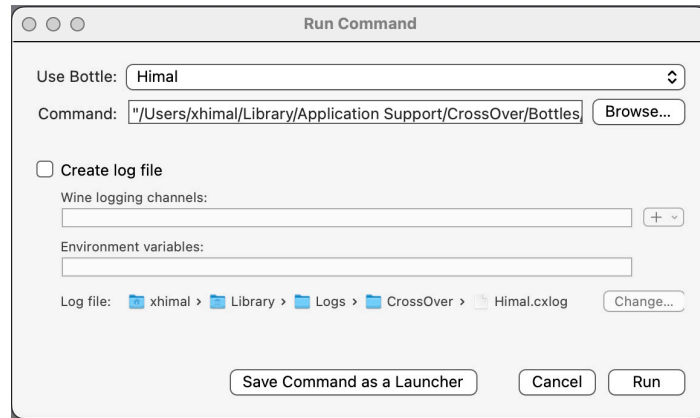 Run Command
Use Bottle: Himal
Command: "/Users/xhimal/Library/Application Support/CrossOver/Bottles, Browse...
Create log file
Wine logging channels:
+
Environment variables:
Log file: xhimal › Library › Logs › CrossOver › Himal.cxlog Change...
Save Command as a Launcher Cancel Run